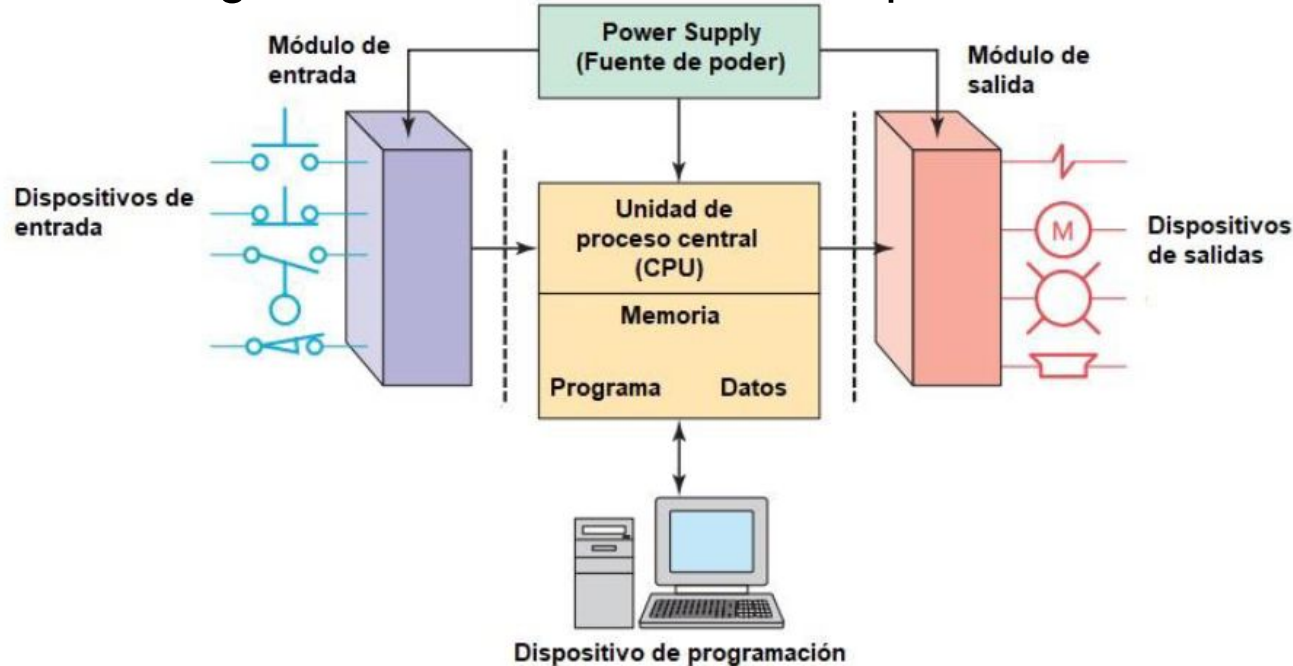 Power Supply
(Fuente de poder)
Módulo de
entrada
Módulo de
salida
Dispositivos de
entrada
Unidad de
proceso central
(CPU)
Memoria
Programa Datos
M
Dispositivos
de salidas
Dispositivo de programación